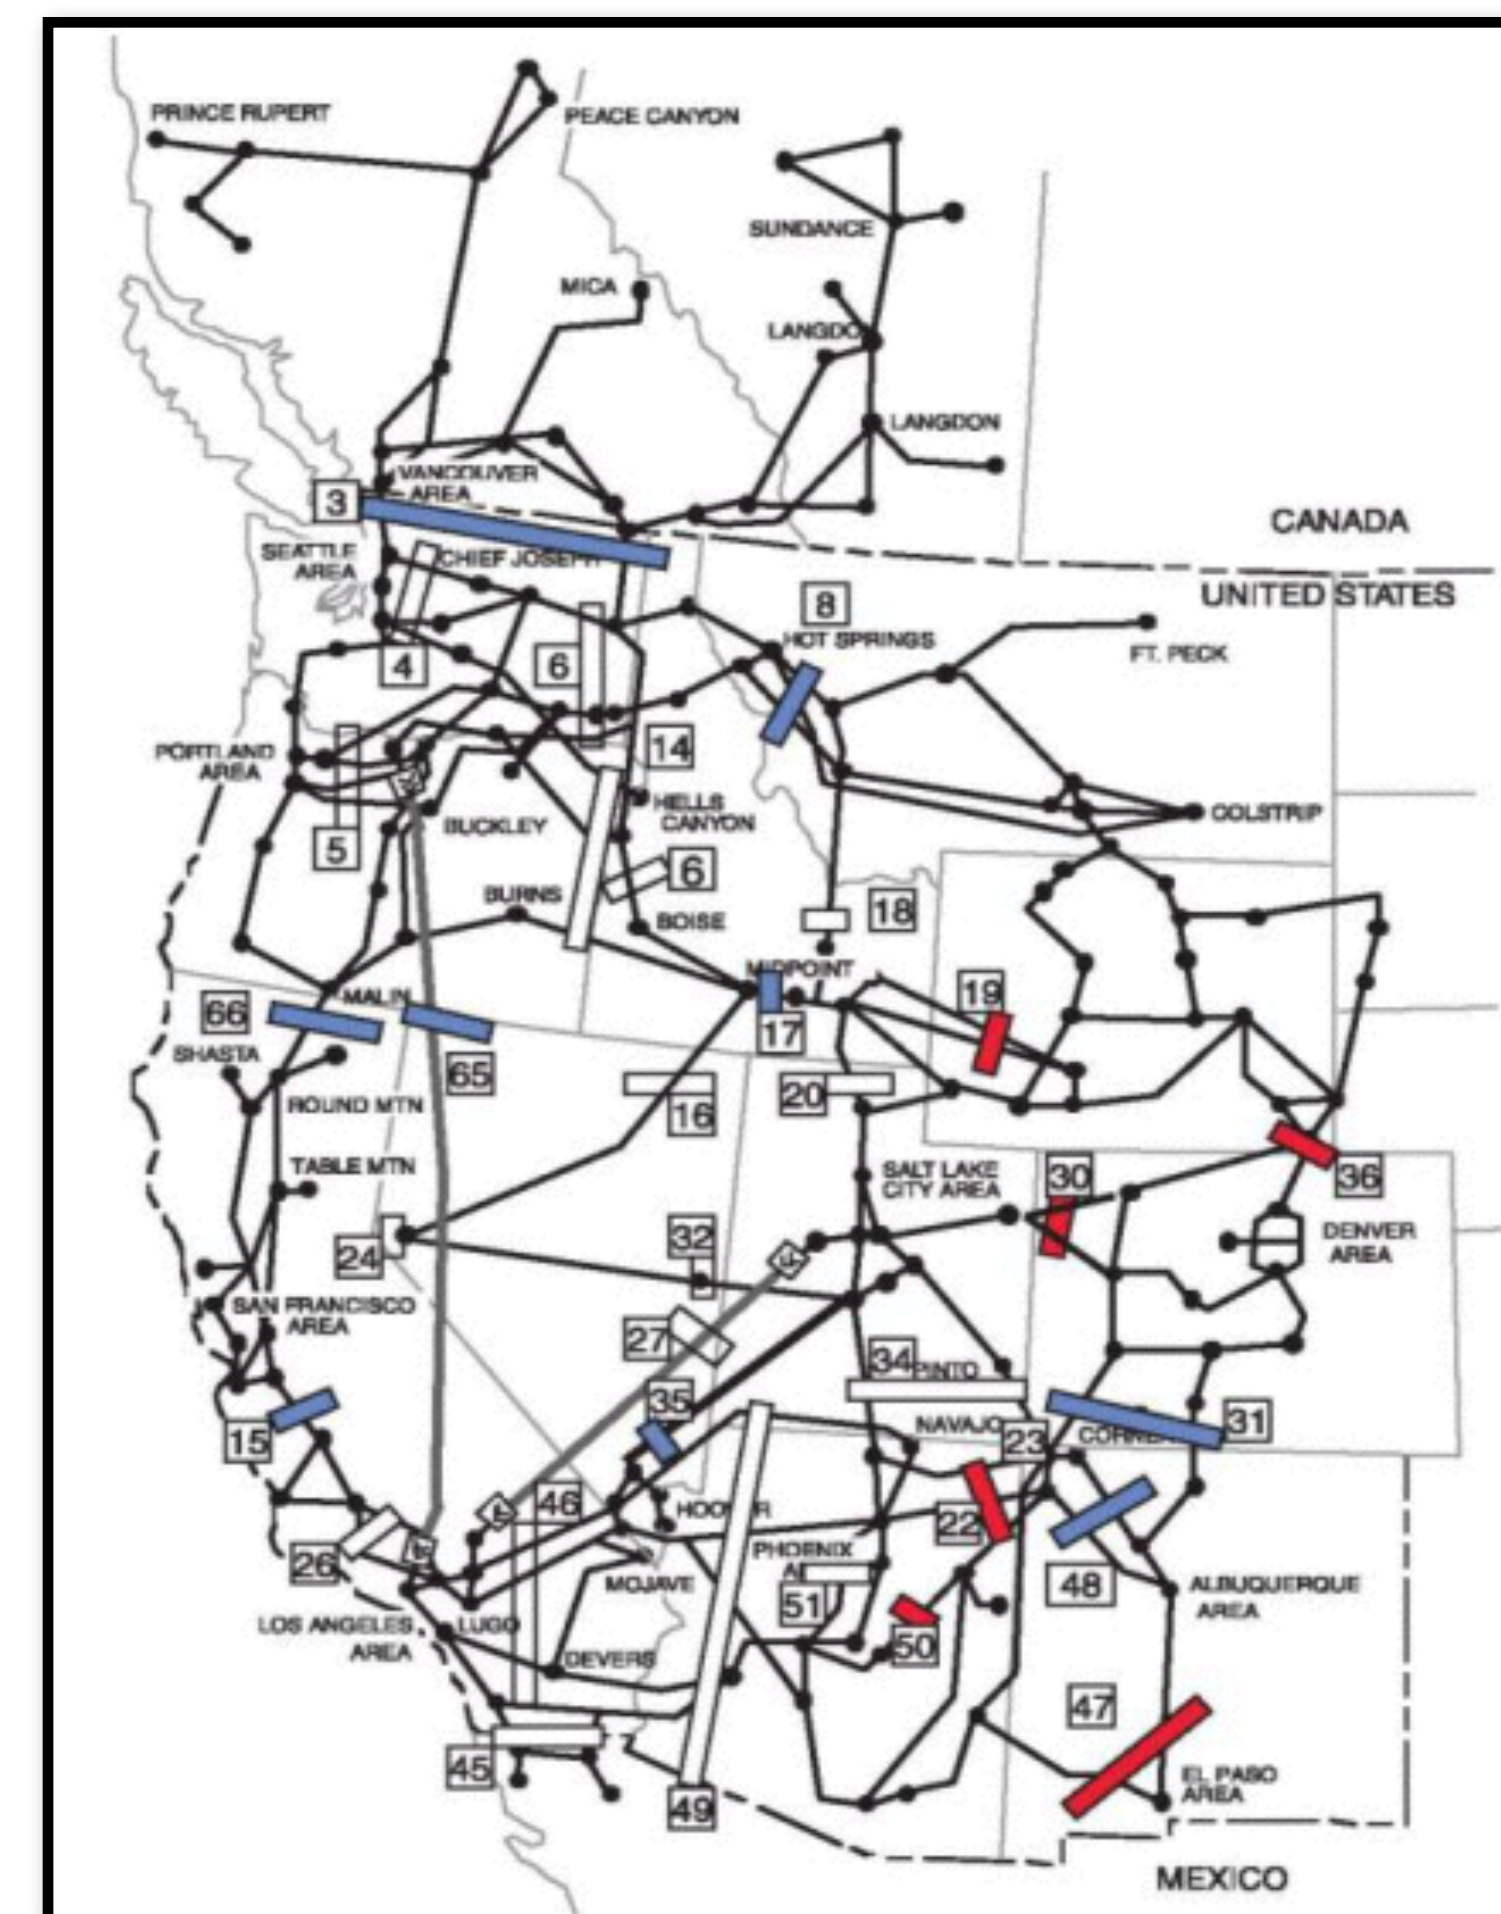 PRINCE RUPERT
PEACE CANYON
SUNDANCE
MICA
LANGDO
LANGDON
VANCOUVER
AREA
3
CANADA
SEATTLE
AREA
CHIEF JOSEPH
UNITED STATES
8
HOT SPRINGS
FT. PECK
4
6
14
PORTLAND
AREA
HELLS
CANYON
COLSTRIP
BUCKLEY
5
6
BURNS
BOISE
18
MIDPOINT
MALIN
19
66
17
SHASTA
65
ROUND MTN
16
20
TABLE MTN
SALT LAKE
CITY AREA
30
36
24
32
DENVER
AREA
SAN FRANCISCO
AREA
27
34
PINTO
35
15
NAVAJO
23
31
46
HOOVER
22
26
PHOENIX
MOJAVE
51
48
ALBUQUERQUE
AREA
LOS ANGELES
AREA
LUGO
50
DEVERS
47
45
49
EL PASO
AREA
MEXICO